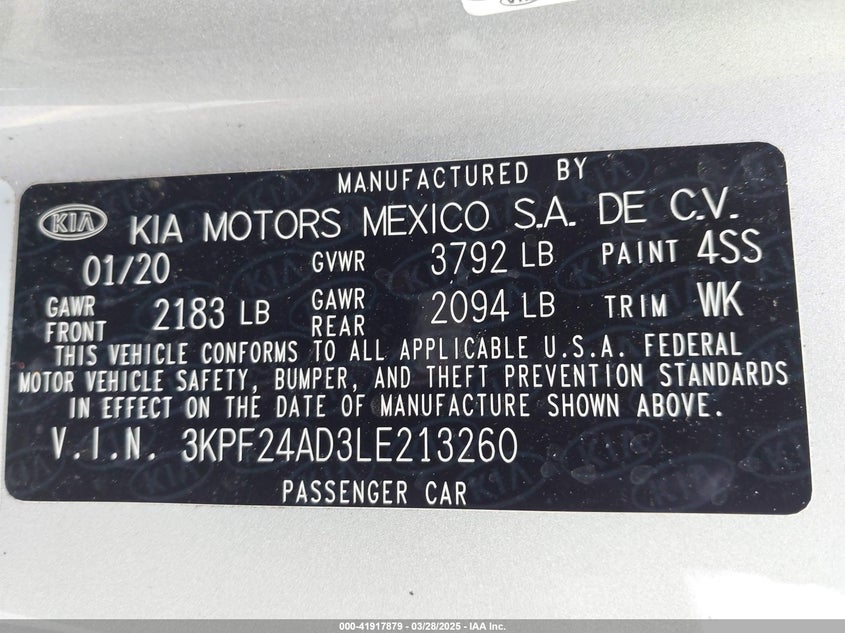 MANUFACTURED BY
KIA KIA MOTORS MEXICO S.A. DE C.V.
01/20 GVWR 3792 LB PAINT 4SS
GAWR FRONT 2183 LB GAWR REAR 2094 LB TRIM WK
THIS VEHICLE CONFORMS TO ALL APPLICABLE U.S.A. FEDERAL
MOTOR VEHICLE SAFETY, BUMPER, AND THEFT PREVENTION STANDARDS
IN EFFECT ON THE DATE OF MANUFACTURE SHOWN ABOVE.
V.I.N. 3KPF24AD3LE213260
PASSENGER CAR
000-41917879 | 03/28/2025 - IAA Inc.